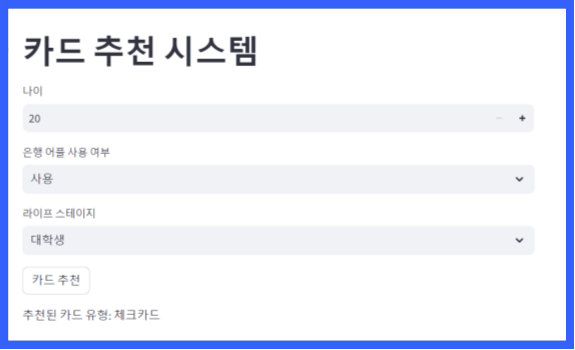 카드 추천 시스템
나이
20
은행 어플 사용 여부
사용
라이프 스테이지
대학생
카드 추천
추천된 카드 유형: 체크카드